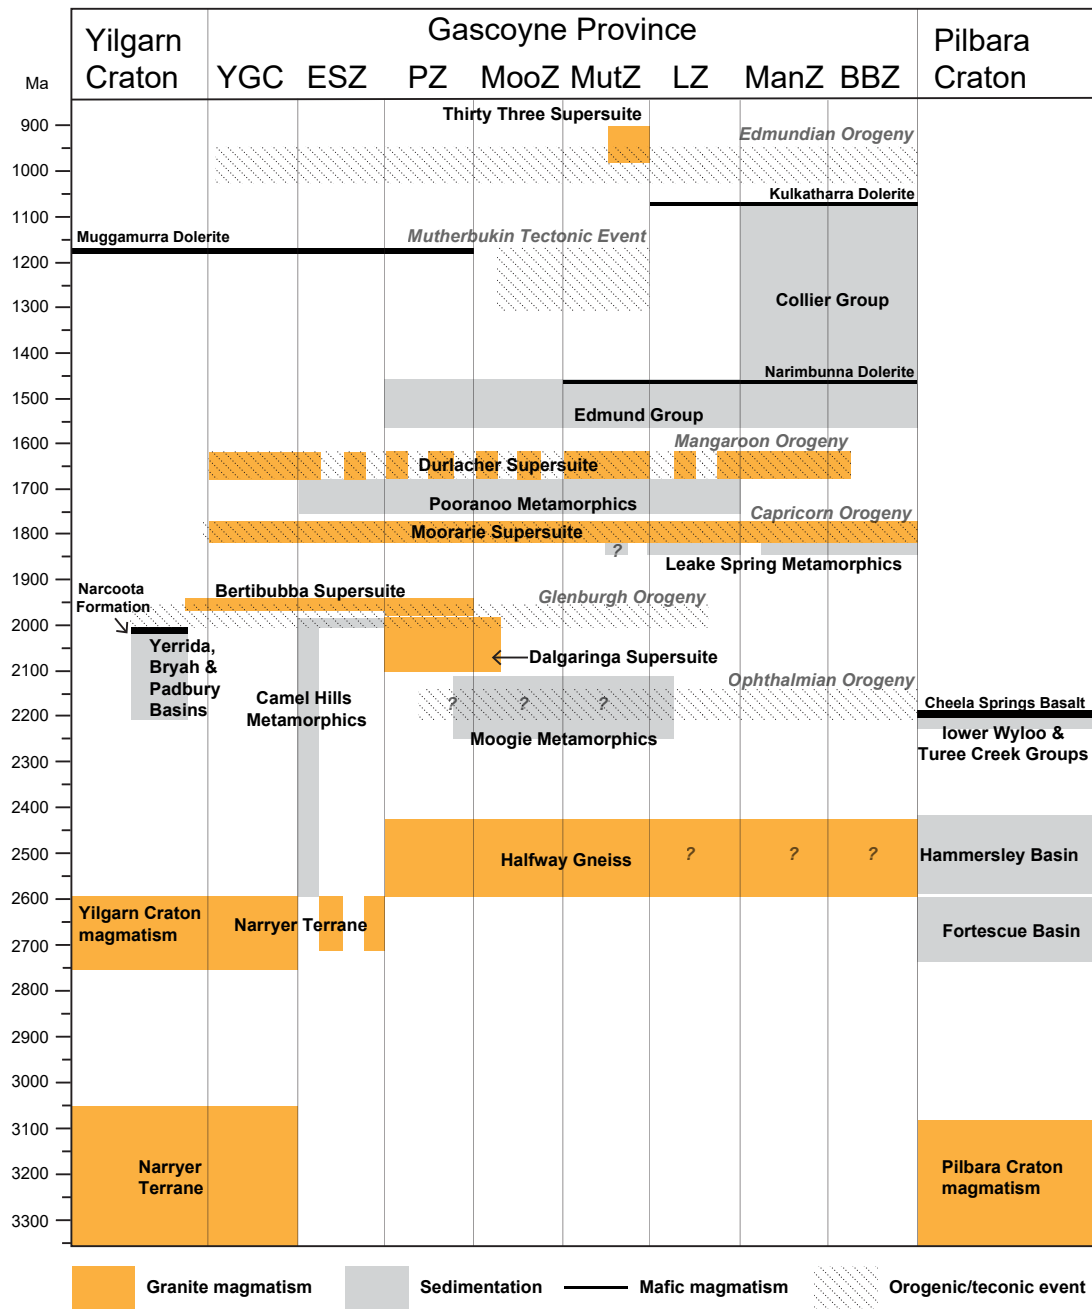 Yilgarn
Craton
Gascoyne Province
Pilbara
Craton
Ma
YGC ESZ PZ MooZ MutZ LZ ManZ BBZ
Thirty Three Supersuite
900
Edmundian Orogeny
1000
Kulkatharra Dolerite
1100
Muggamurra Dolerite
Mutherbukin Tectonic Event
1200
Collier Group
1300
Narimbunna Dolerite
1400
Edmund Group
1500
Mangaroon Orogeny
1600
Durlacher Supersuite
Pooranoo Metamorphics
1700
Capricorn Orogeny
Moorarie Supersuite
1800
?
Leake Spring Metamorphics
1900
Narcoota
Formation
Bertibubba Supersuite
Glenburgh Orogeny
2000
Yerrida,
Bryah &
Padbury
Basins
Dalgaringa Supersuite
2100
Camel Hills
Metamorphics
Ophthalmian Orogeny
? ? ?
Cheela Springs Basalt
2200
Moogie Metamorphics
lower Wyloo &
Turee Creek Groups
2300
2400
2500
Halfway Gneiss
? ? ?
Hammersley Basin
2600
Yilgarn Craton
magmatism
Narryer Terrane
Fortescue Basin
2700
2800
2900
3000
3100
Narryer
Terrane
Pilbara Craton
magmatism
3200
3300
Granite magmatism
Sedimentation
Mafic magmatism
Orogenic/teconic event